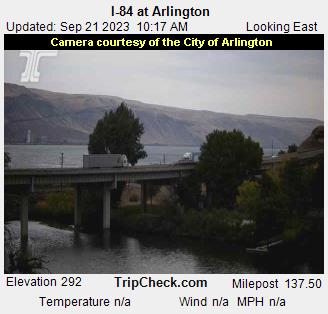 I-84 at Arlington
Updated: Sep 21 2023 10:17 AM Looking East
Camera courtesy of the City of Arlington
Elevation 292 TripCheck.com Milepost 137.50
Temperature n/a Wind n/a MPH n/a